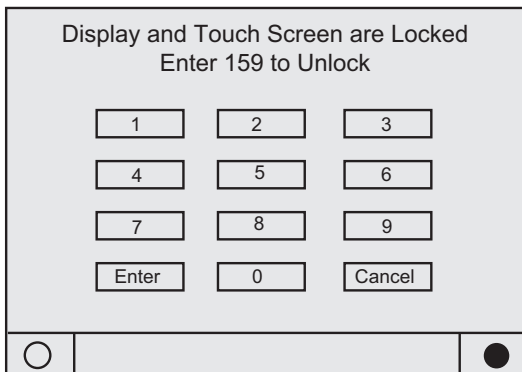 Display and Touch Screen are Locked
Enter 159 to Unlock
1 2 3
4 5 6
7 8 9
Enter 0 Cancel